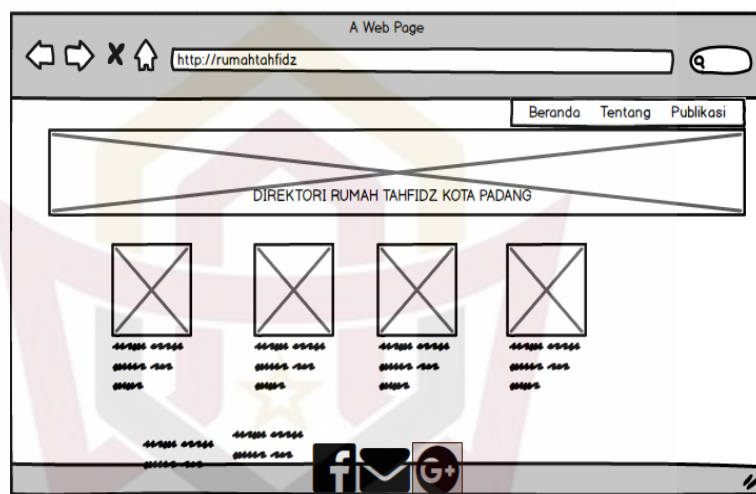 A Web Page
http://rumahtahfidz
Beranda Tentang Publikasi
DIREKTORI RUMAH TAHFIDZ KOTA PADANG
f G+